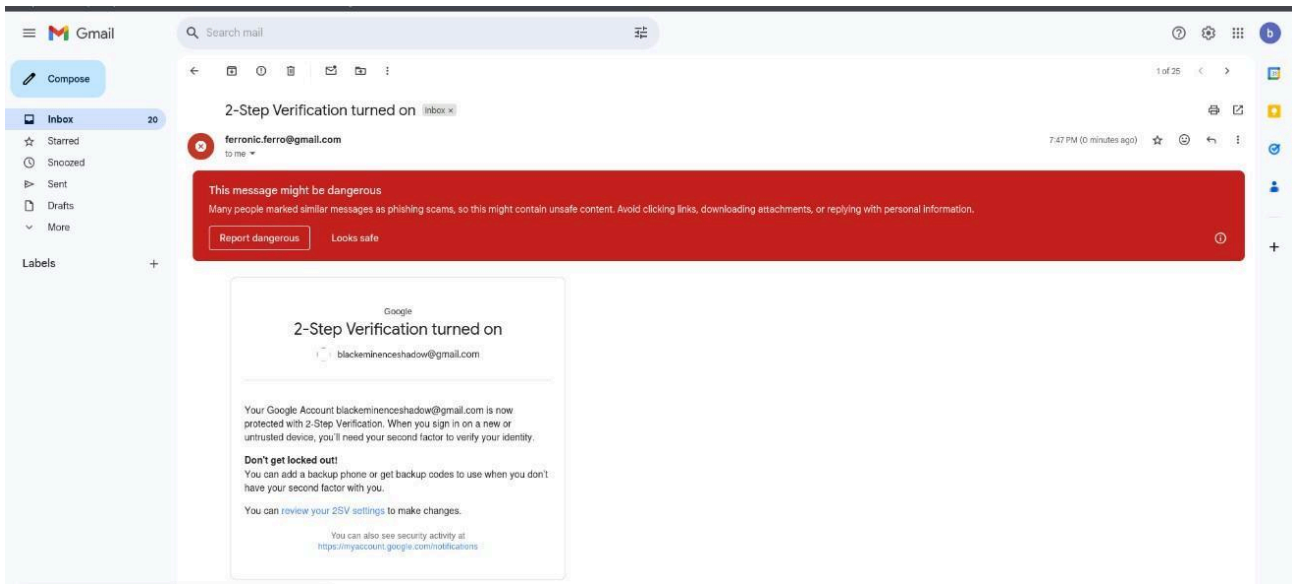 Gmail
Search mail
b
Compose
1 of 25
2-Step Verification turned on Inbox ×
Inbox 20
Starred
ferronic.ferro@gmail.com
7:47 PM (0 minutes ago)
to me
Snoozed
Sent
Drafts
More
Labels +
This message might be dangerous
Many people marked similar messages as phishing scams, so this might contain unsafe content. Avoid clicking links, downloading attachments, or replying with personal information.
Report dangerous Looks safe
Google
2-Step Verification turned on
blackeminenceshadow@gmail.com
Your Google Account blackeminenceshadow@gmail.com is now
protected with 2-Step Verification. When you sign in on a new or
untrusted device, you'll need your second factor to verify your identity.
Don't get locked out!
You can add a backup phone or get backup codes to use when you don't
have your second factor with you.
You can review your 2SV settings to make changes.
You can also see security activity at
https://myaccount.google.com/notifications